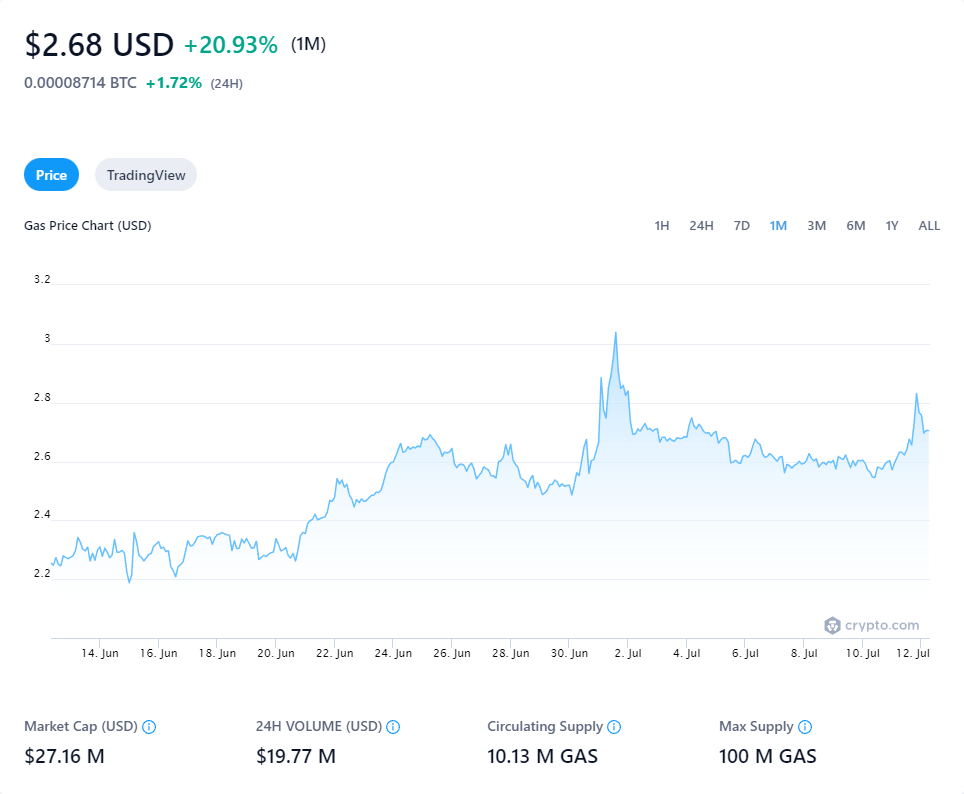 $2.68 USD +20.93% (1M)
0.00008714 BTC +1.72% (24H)
Price TradingView
Gas Price Chart (USD) 1H 24H 7D 1M 3M 6M 1Y ALL
3.2
3
2.8
2.6
2.4
2.2
crypto.com
14. Jun 16. Jun 18. Jun 20. Jun 22. Jun 24. Jun 26. Jun 28. Jun 30. Jun 2. Jul 4. Jul 6. Jul 8. Jul 10. Jul 12. Jul
Market Cap (USD) 24H VOLUME (USD) Circulating Supply Max Supply
$27.16 M $19.77 M 10.13 M GAS 100 M GAS